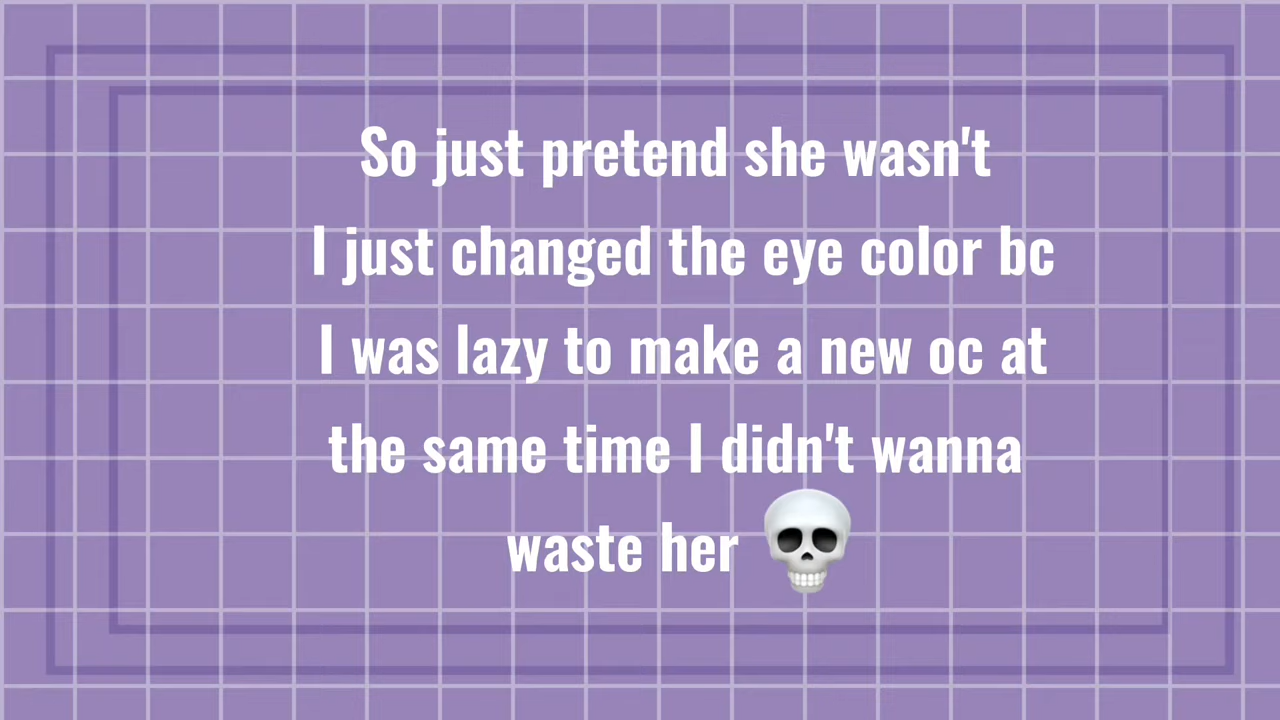 So just pretend she wasn't
I just changed the eye color bc
I was lazy to make a new oc at
the same time I didn't wanna
waste her 💀